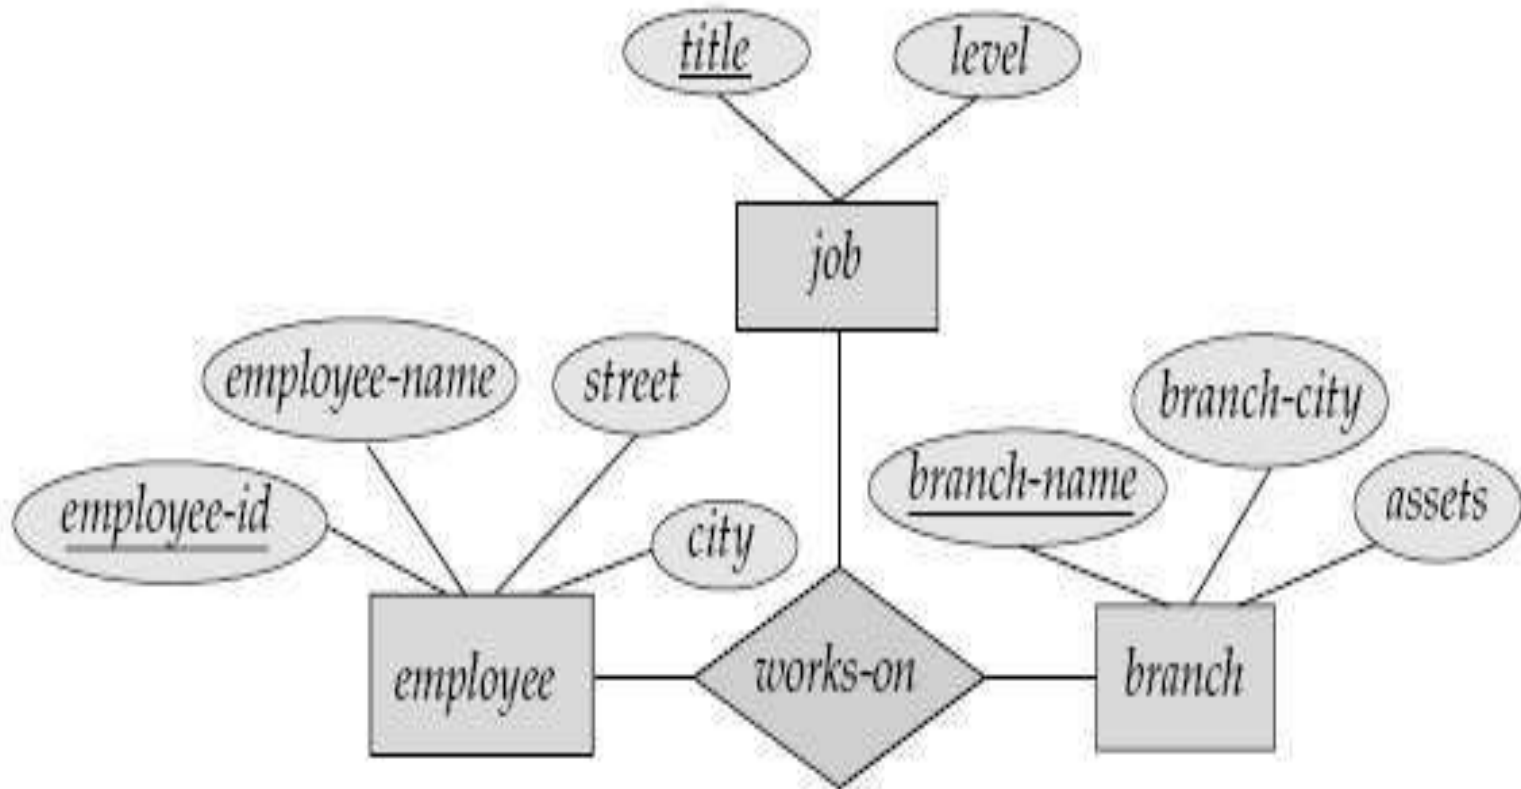 title
level
job
employee-name
street
branch-city
employee-id
city
branch-name
assets
employee
works-on
branch